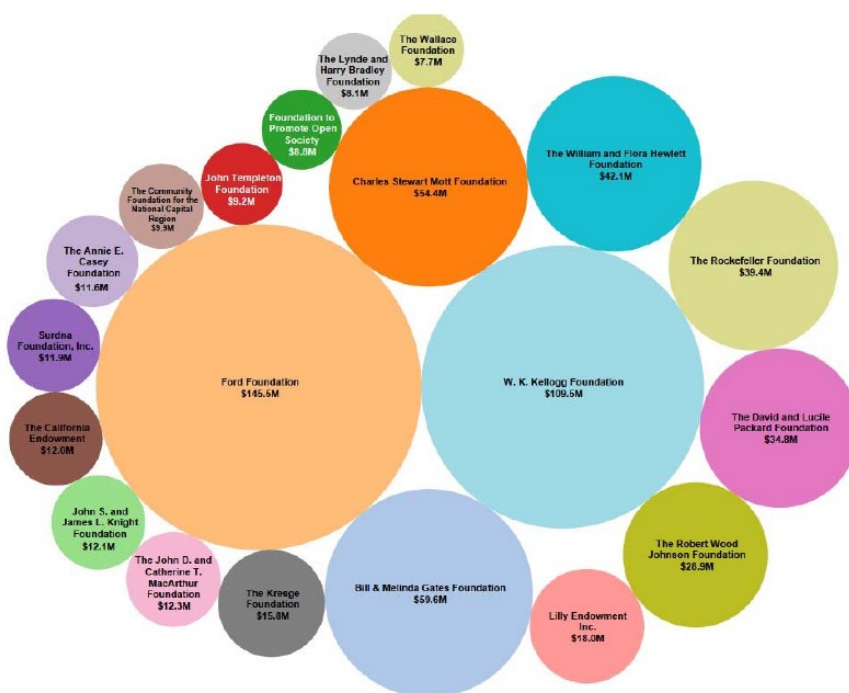 The Wallace
Foundation
$7.7M
The Lynde and
Harry Bradley
Foundation
$8.1M
Foundation to
Promote Open
Society
$8.8M
John Templeton
Foundation
$9.2M
The Community
Foundation for the
National Capital
Region
$9.9M
The Annie E.
Casey
Foundation
$11.6M
Surdna
Foundation, Inc.
$11.9M
The California
Endowment
$12.0M
John S. and
James L. Knight
Foundation
$12.1M
The John D. and
Catherine T.
MacArthur
Foundation
$12.3M
The Kresge
Foundation
$15.8M
Ford Foundation
$145.5M
Charles Stewart Mott Foundation
$54.4M
The William and Flora Hewlett
Foundation
$42.1M
The Rockefeller Foundation
$39.4M
W. K. Kellogg Foundation
$109.5M
The David and Lucile
Packard Foundation
$34.8M
The Robert Wood
Johnson Foundation
$28.9M
Bill & Melinda Gates Foundation
$59.6M
Lilly Endowment
Inc.
$18.0M